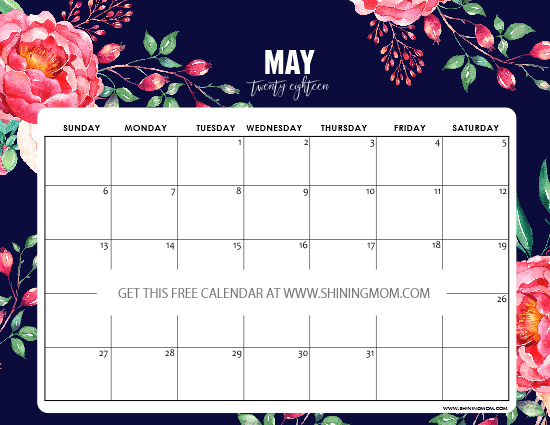 MAY
twenty eighteen
SUNDAY MONDAY TUESDAY WEDNESDAY THURSDAY FRIDAY SATURDAY
1 2 3 4 5
6 7 8 9 10 11 12
13 14 15 16 17 18 19
GET THIS FREE CALENDAR AT WWW.SHININGMOM.COM
26
27 28 29 30 31
WWW.SHININGMOM.COM